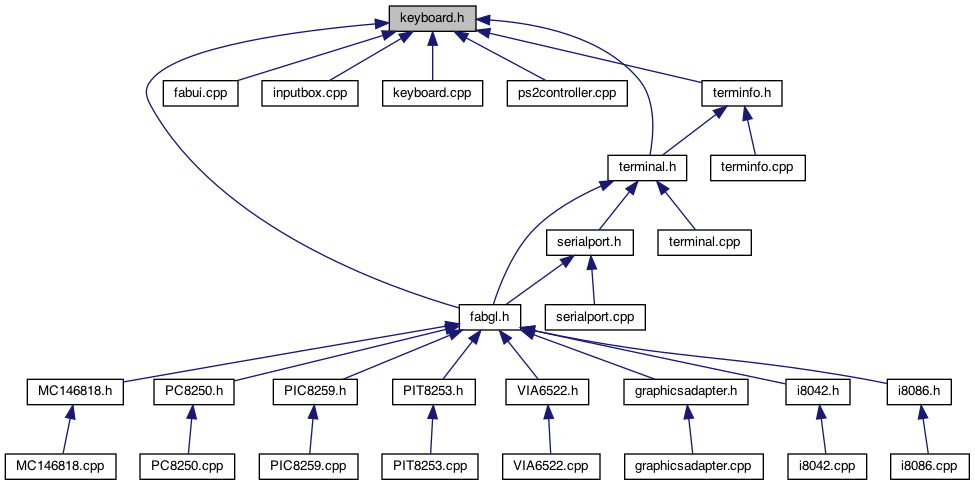 keyboard.h
fabui.cpp
inputbox.cpp
keyboard.cpp
ps2controller.cpp
terminfo.h
terminal.h
terminfo.cpp
serialport.h
terminal.cpp
fabgl.h
serialport.cpp
MC146818.h
PC8250.h
PIC8259.h
PIT8253.h
VIA6522.h
graphicsadapter.h
i8042.h
i8086.h
MC146818.cpp
PC8250.cpp
PIC8259.cpp
PIT8253.cpp
VIA6522.cpp
graphicsadapter.cpp
i8042.cpp
i8086.cpp